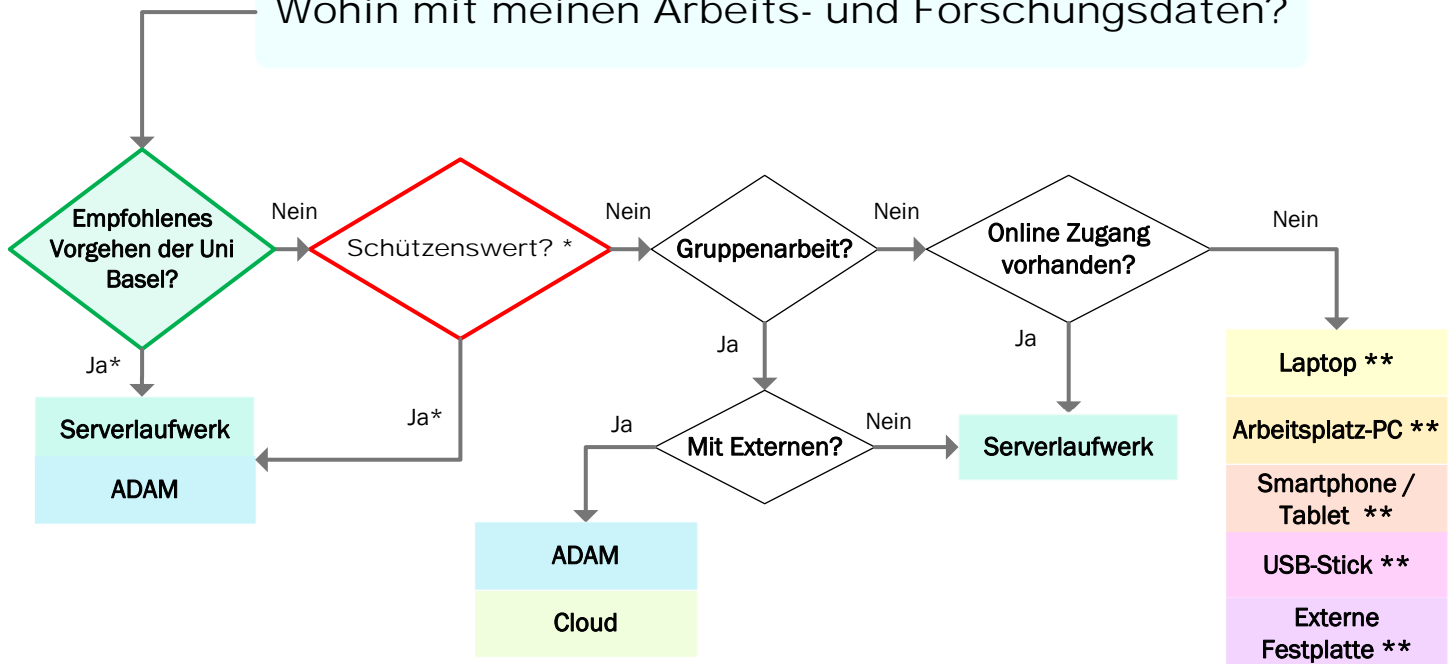 Wohin mit meinen Arbeits- und Forschungsdaten?
Empfohlenes
Vorgehen der Uni
Basel?
Nein
Schützenswert? *
Nein
Gruppenarbeit?
Nein
Online Zugang
vorhanden?
Nein
Ja*
Ja*
Ja
Ja
Serverlaufwerk
ADAM
Ja
Mit Externen?
Nein
Serverlaufwerk
ADAM
Cloud
Laptop **
Arbeitsplatz-PC **
Smartphone /
Tablet **
USB-Stick **
Externe
Festplatte **